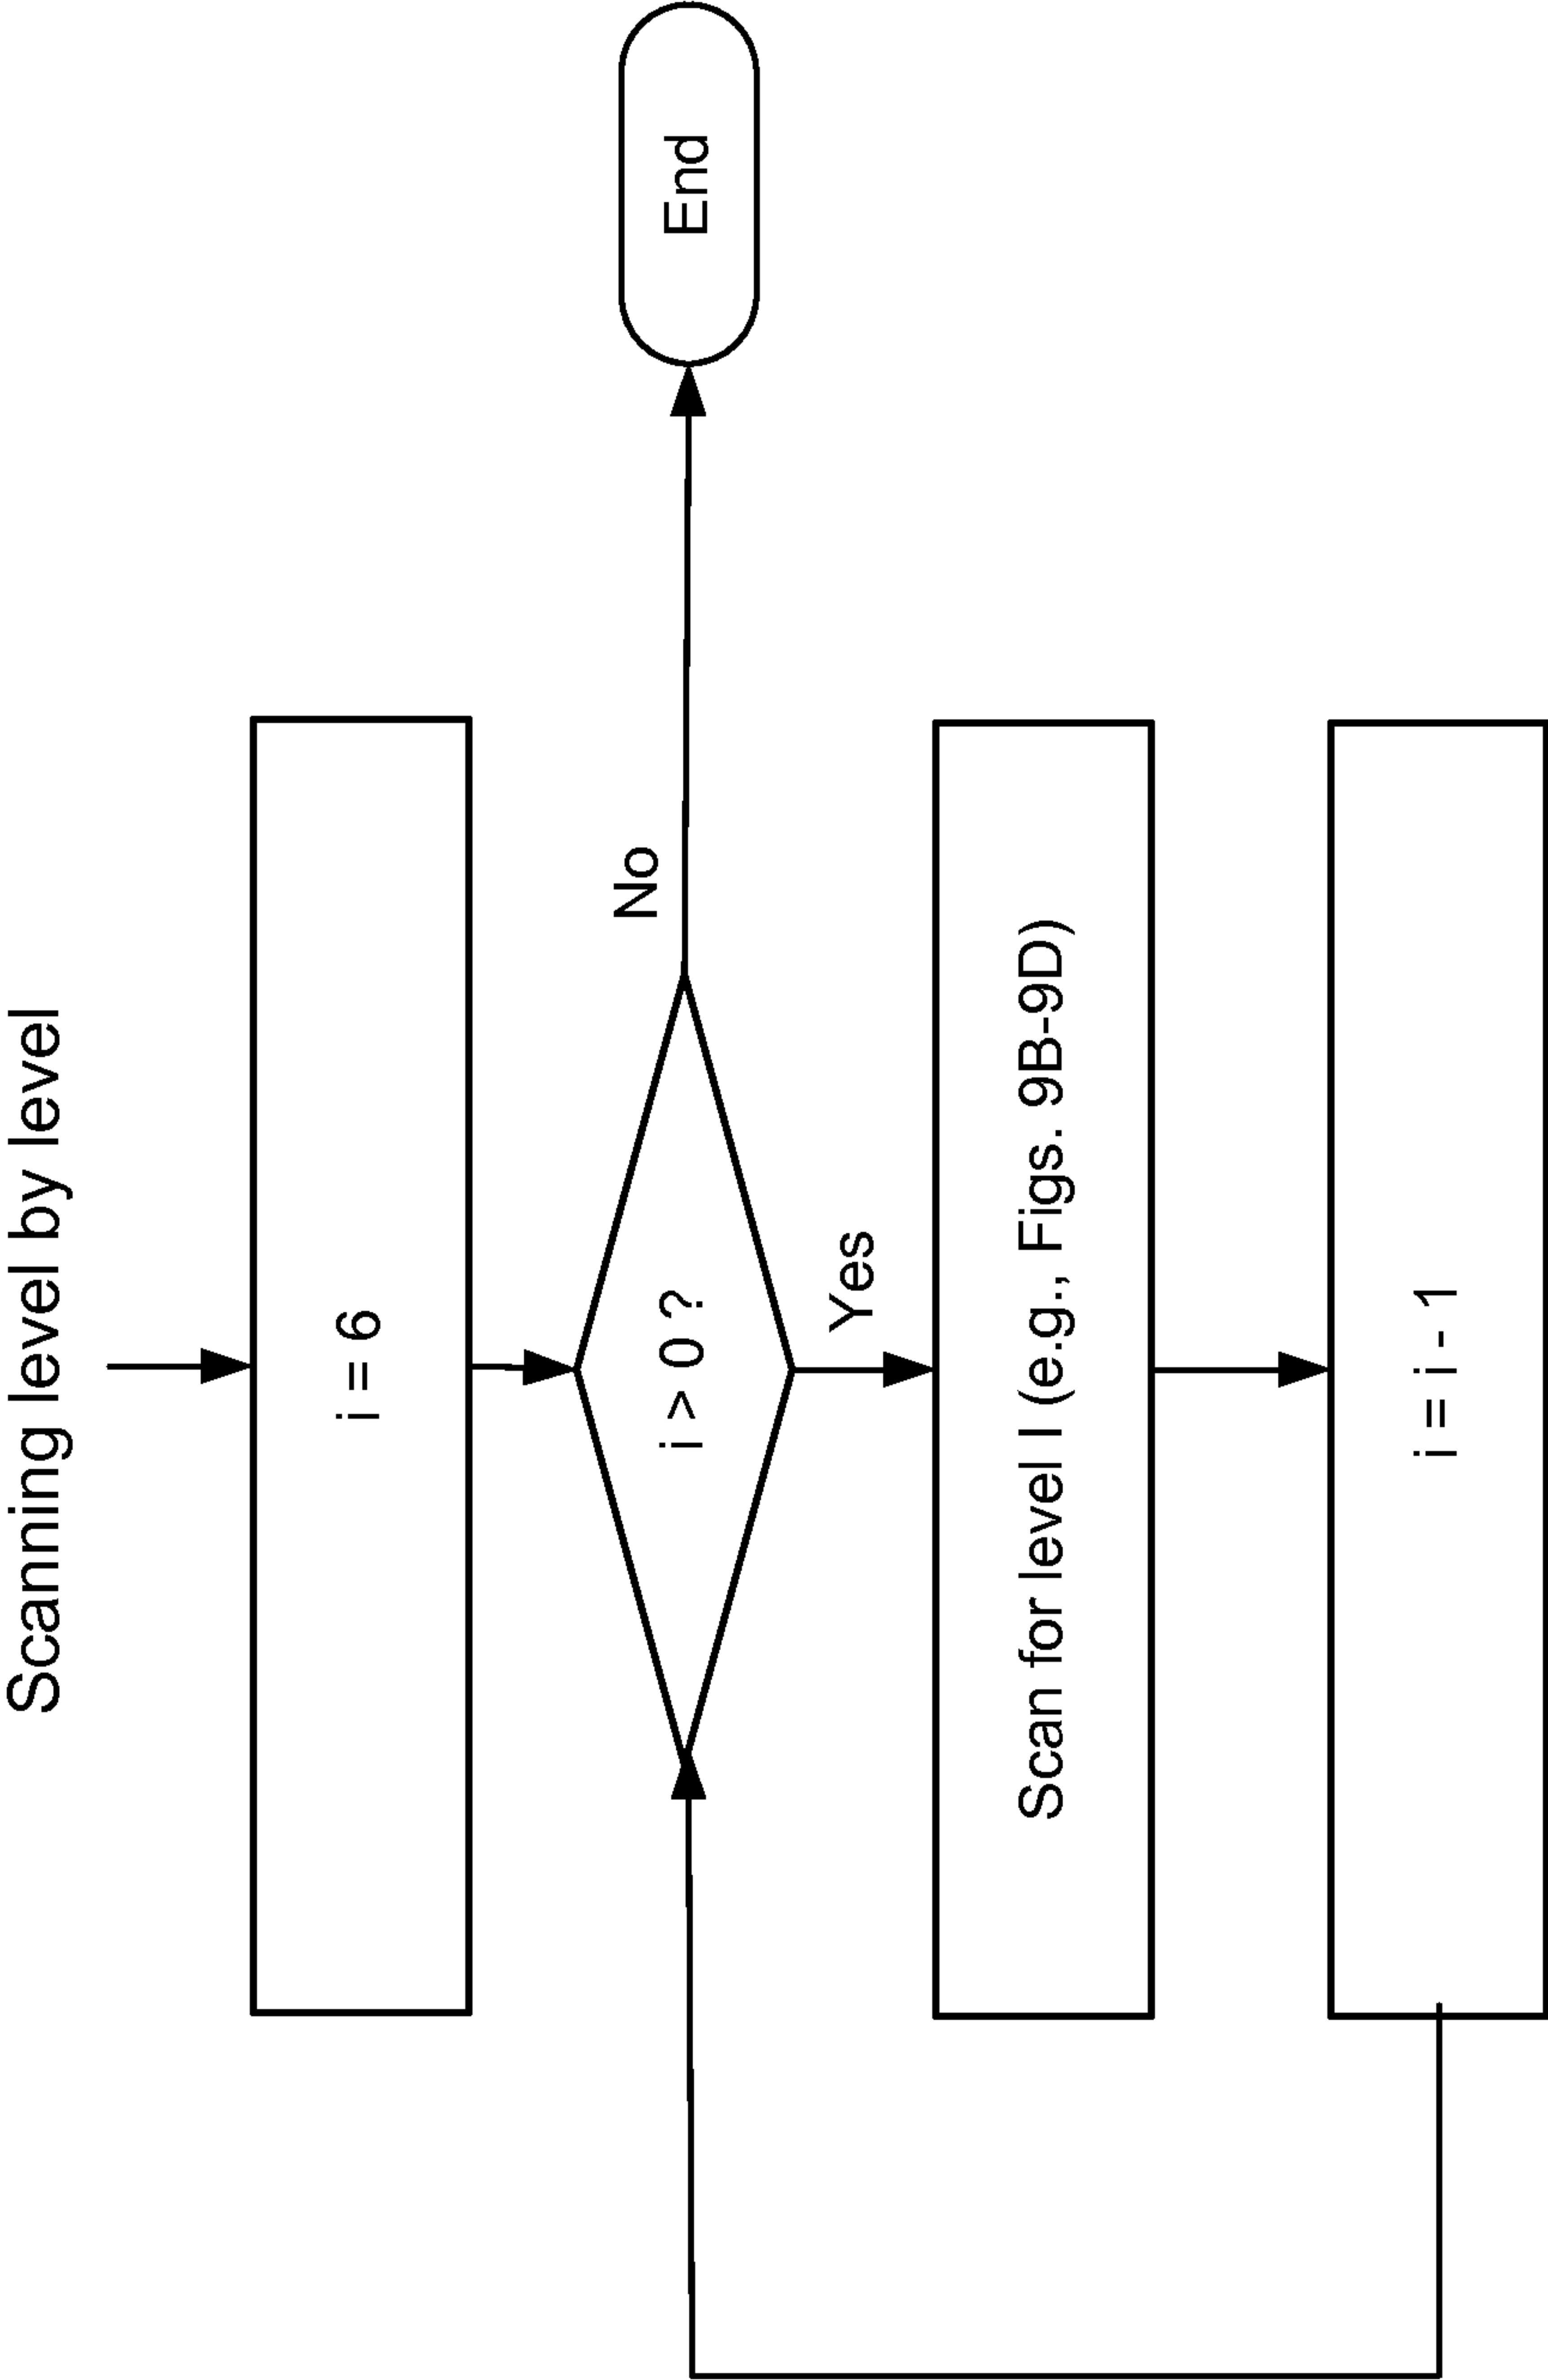 Scanning level by level
i = 6
i > 0 ?
No
End
Yes
Scan for level I (e.g., Figs. 9B-9D)
i = i - 1